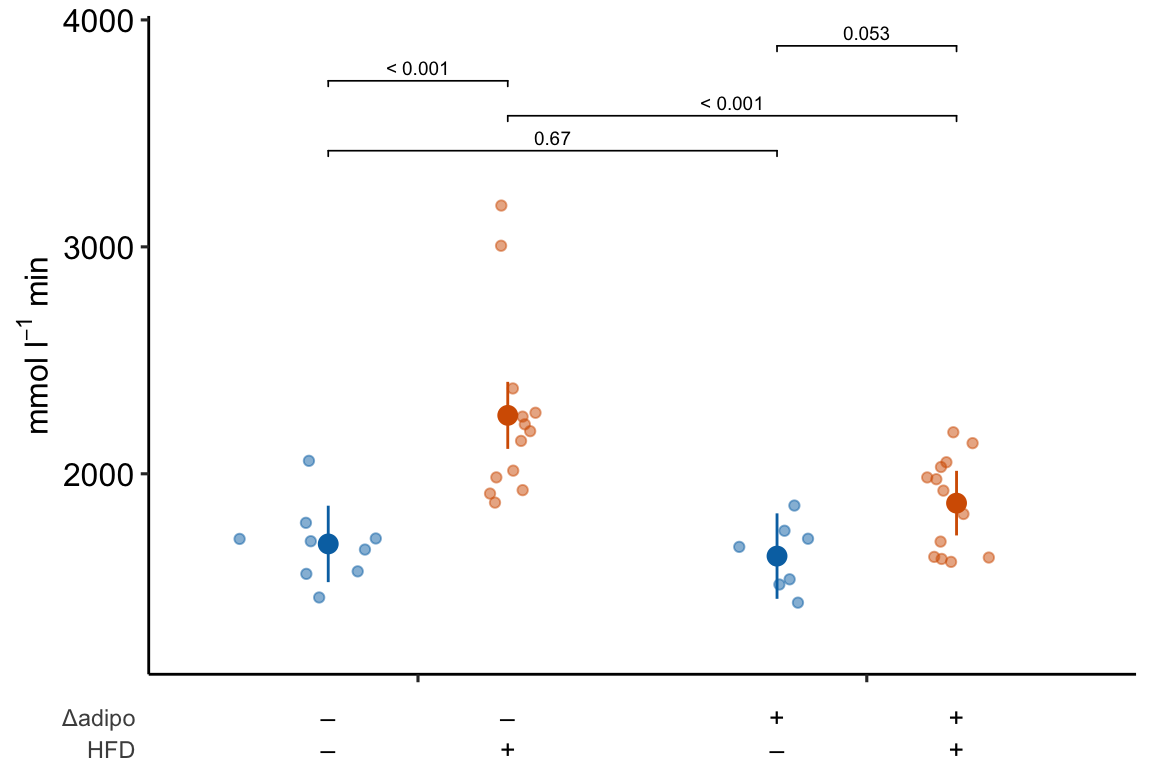 4000
0.053
< 0.001
< 0.001
0.67
3000
mmol l⁻¹ min
2000
Δadipo – – + +
HFD – + – +